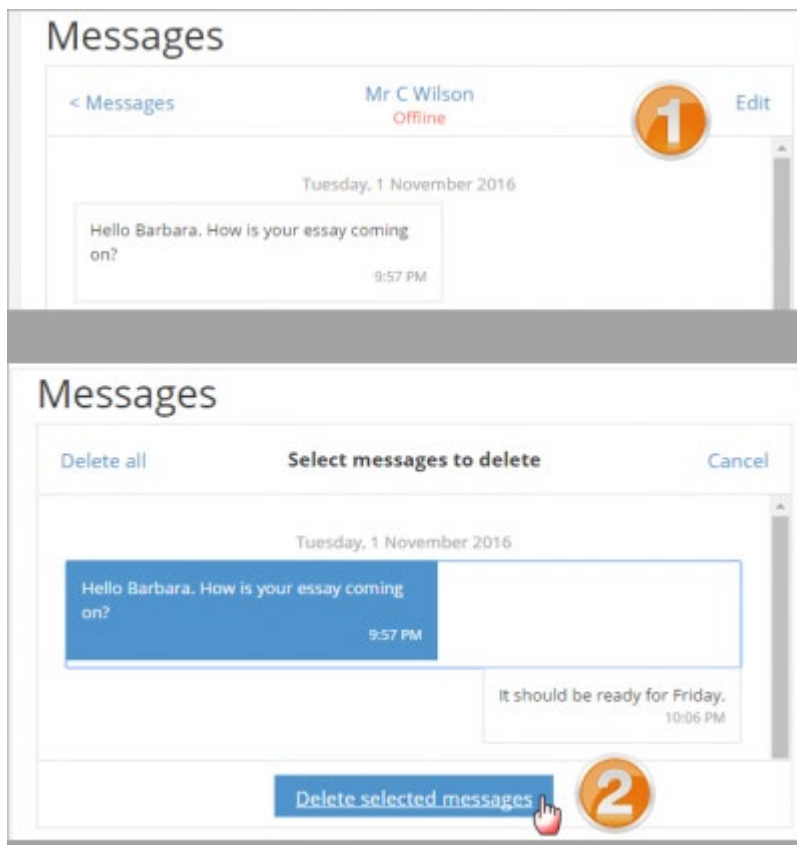 Messages
< Messages
Mr C Wilson
Edit
Offline
1
Tuesday, 1 November 2016
Hello Barbara. How is your essay coming
on?
9:57 PM
Messages
Delete all
Select messages to delete
Cancel
Tuesday, 1 November 2016
Hello Barbara. How is your essay coming
on?
9:57 PM
It should be ready for Friday.
10:06 PM
Delete selected messages
2